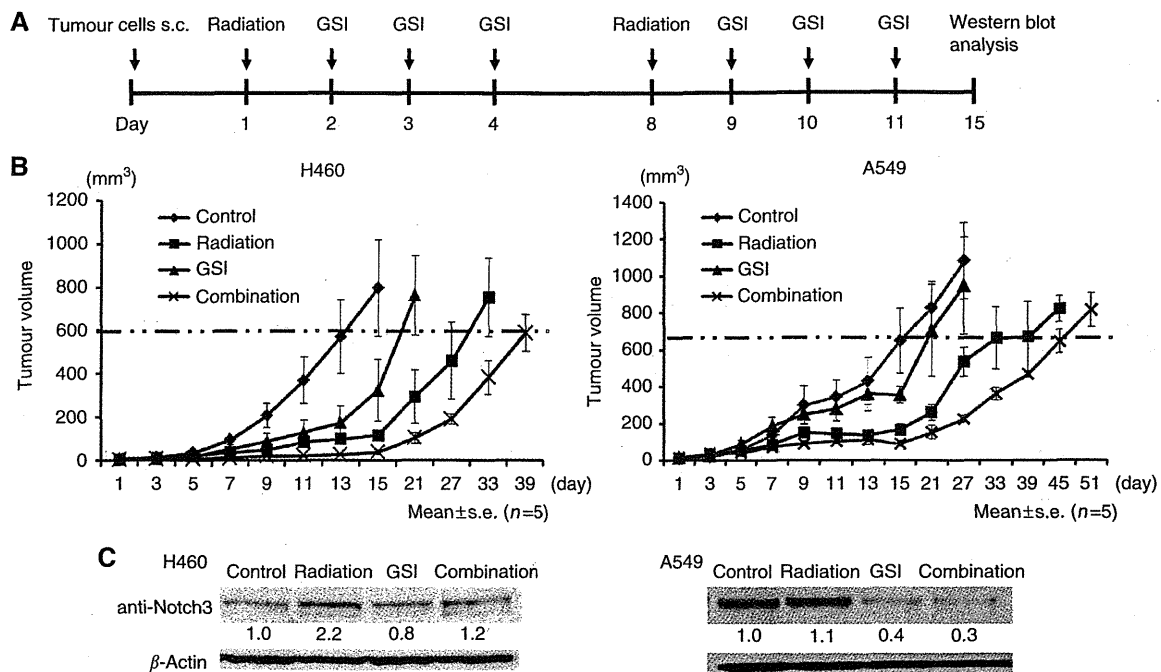 A
Tumour cells s.c. Radiation GSI GSI GSI Radiation GSI GSI GSI Western blot
analysis
Day 1 2 3 4 8 9 10 11 15
B
(mm³) H460
1200
1000
800
600
400
200
0
Tumour volume
Control
Radiation
GSI
Combination
1 3 5 7 9 11 13 15 21 27 33 39 (day)
Mean±s.e. (n=5)
(mm³) A549
1400
1200
1000
800
600
400
200
0
Tumour volume
Control
Radiation
GSI
Combination
1 3 5 7 9 11 13 15 21 27 33 39 45 51 (day)
Mean±s.e. (n=5)
C
H460
Control Radiation GSI Combination
anti-Notch3
1.0 2.2 0.8 1.2
β-Actin
A549
Control Radiation GSI Combination
1.0 1.1 0.4 0.3